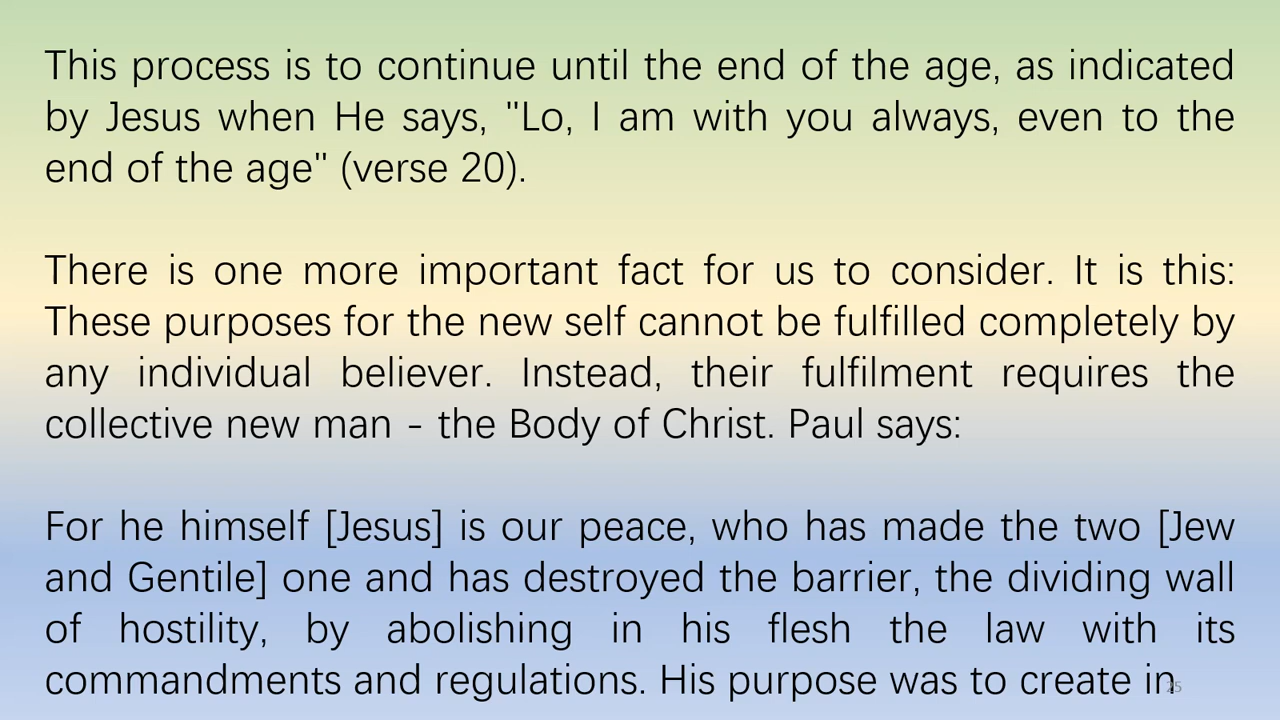 This process is to continue until the end of the age, as indicated
by Jesus when He says, "Lo, I am with you always, even to the
end of the age" (verse 20).
There is one more important fact for us to consider. It is this:
These purposes for the new self cannot be fulfilled completely by
any individual believer. Instead, their fulfilment requires the
collective new man - the Body of Christ. Paul says:
For he himself [Jesus] is our peace, who has made the two [Jew
and Gentile] one and has destroyed the barrier, the dividing wall
of hostility, by abolishing in his flesh the law with its
commandments and regulations. His purpose was to create in
25